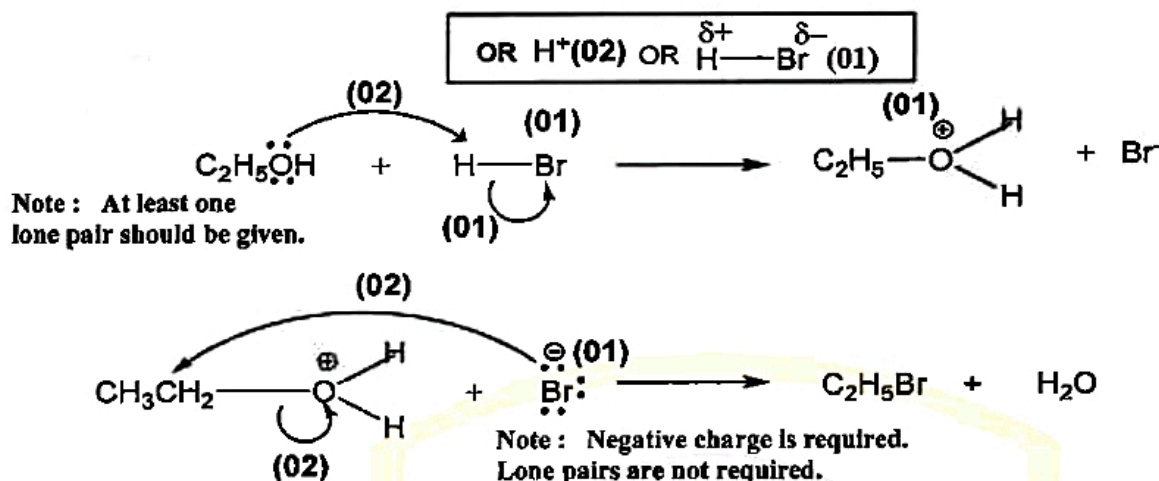 δ+ δ−
OR H⁺(02) OR H—Br (01)
(02) (01) (01) ⊕ H
C₂H₅OH + H—Br → C₂H₅—O + Br⁻
H
Note : At least one
lone pair should be given.
(01)
(02)
⊕ H ⊖ (01)
CH₃CH₂—O + Br → C₂H₅Br + H₂O
H
(02)
Note : Negative charge is required.
Lone pairs are not required.